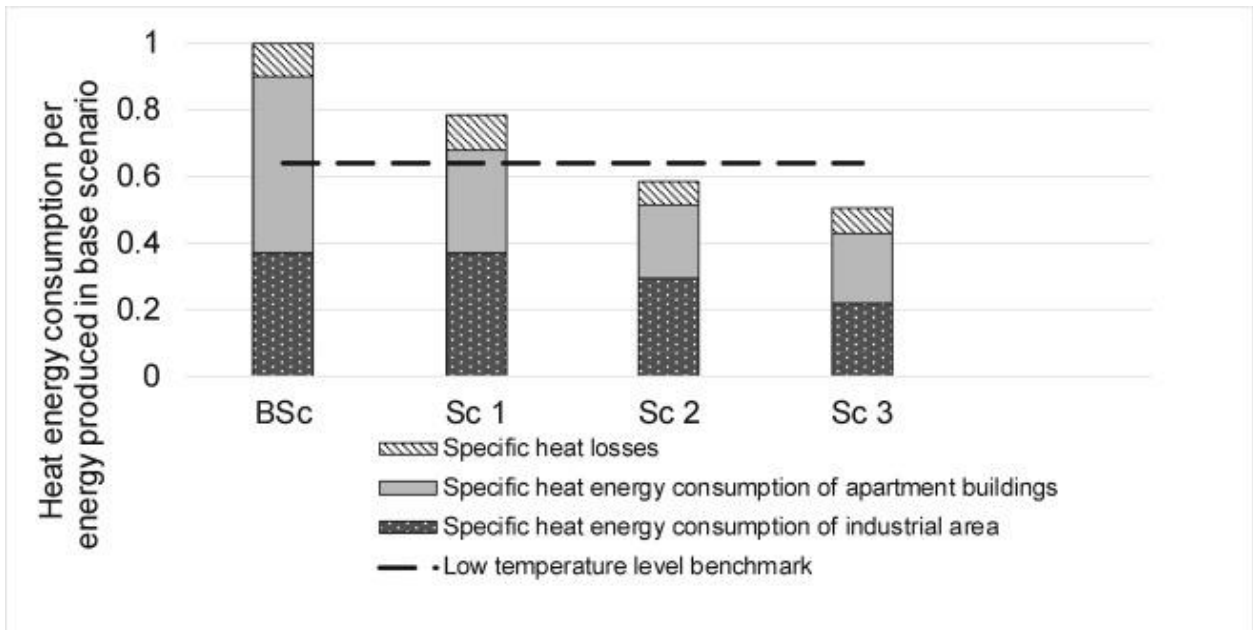 Heat energy consumption per
energy produced in base scenario
1
0.8
0.6
0.4
0.2
0
BSc Sc 1 Sc 2 Sc 3
Specific heat losses
Specific heat energy consumption of apartment buildings
Specific heat energy consumption of industrial area
Low temperature level benchmark